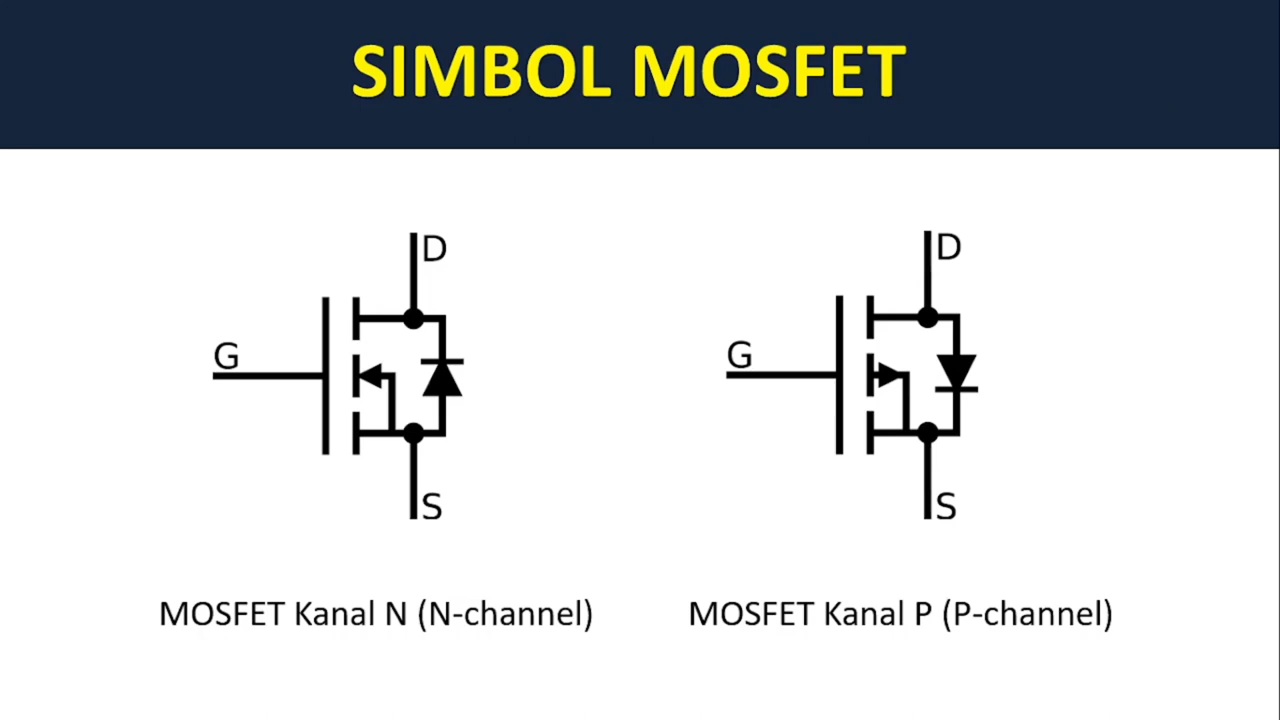 SIMBOL MOSFET
D D
G G
S S
MOSFET Kanal N (N-channel) MOSFET Kanal P (P-channel)